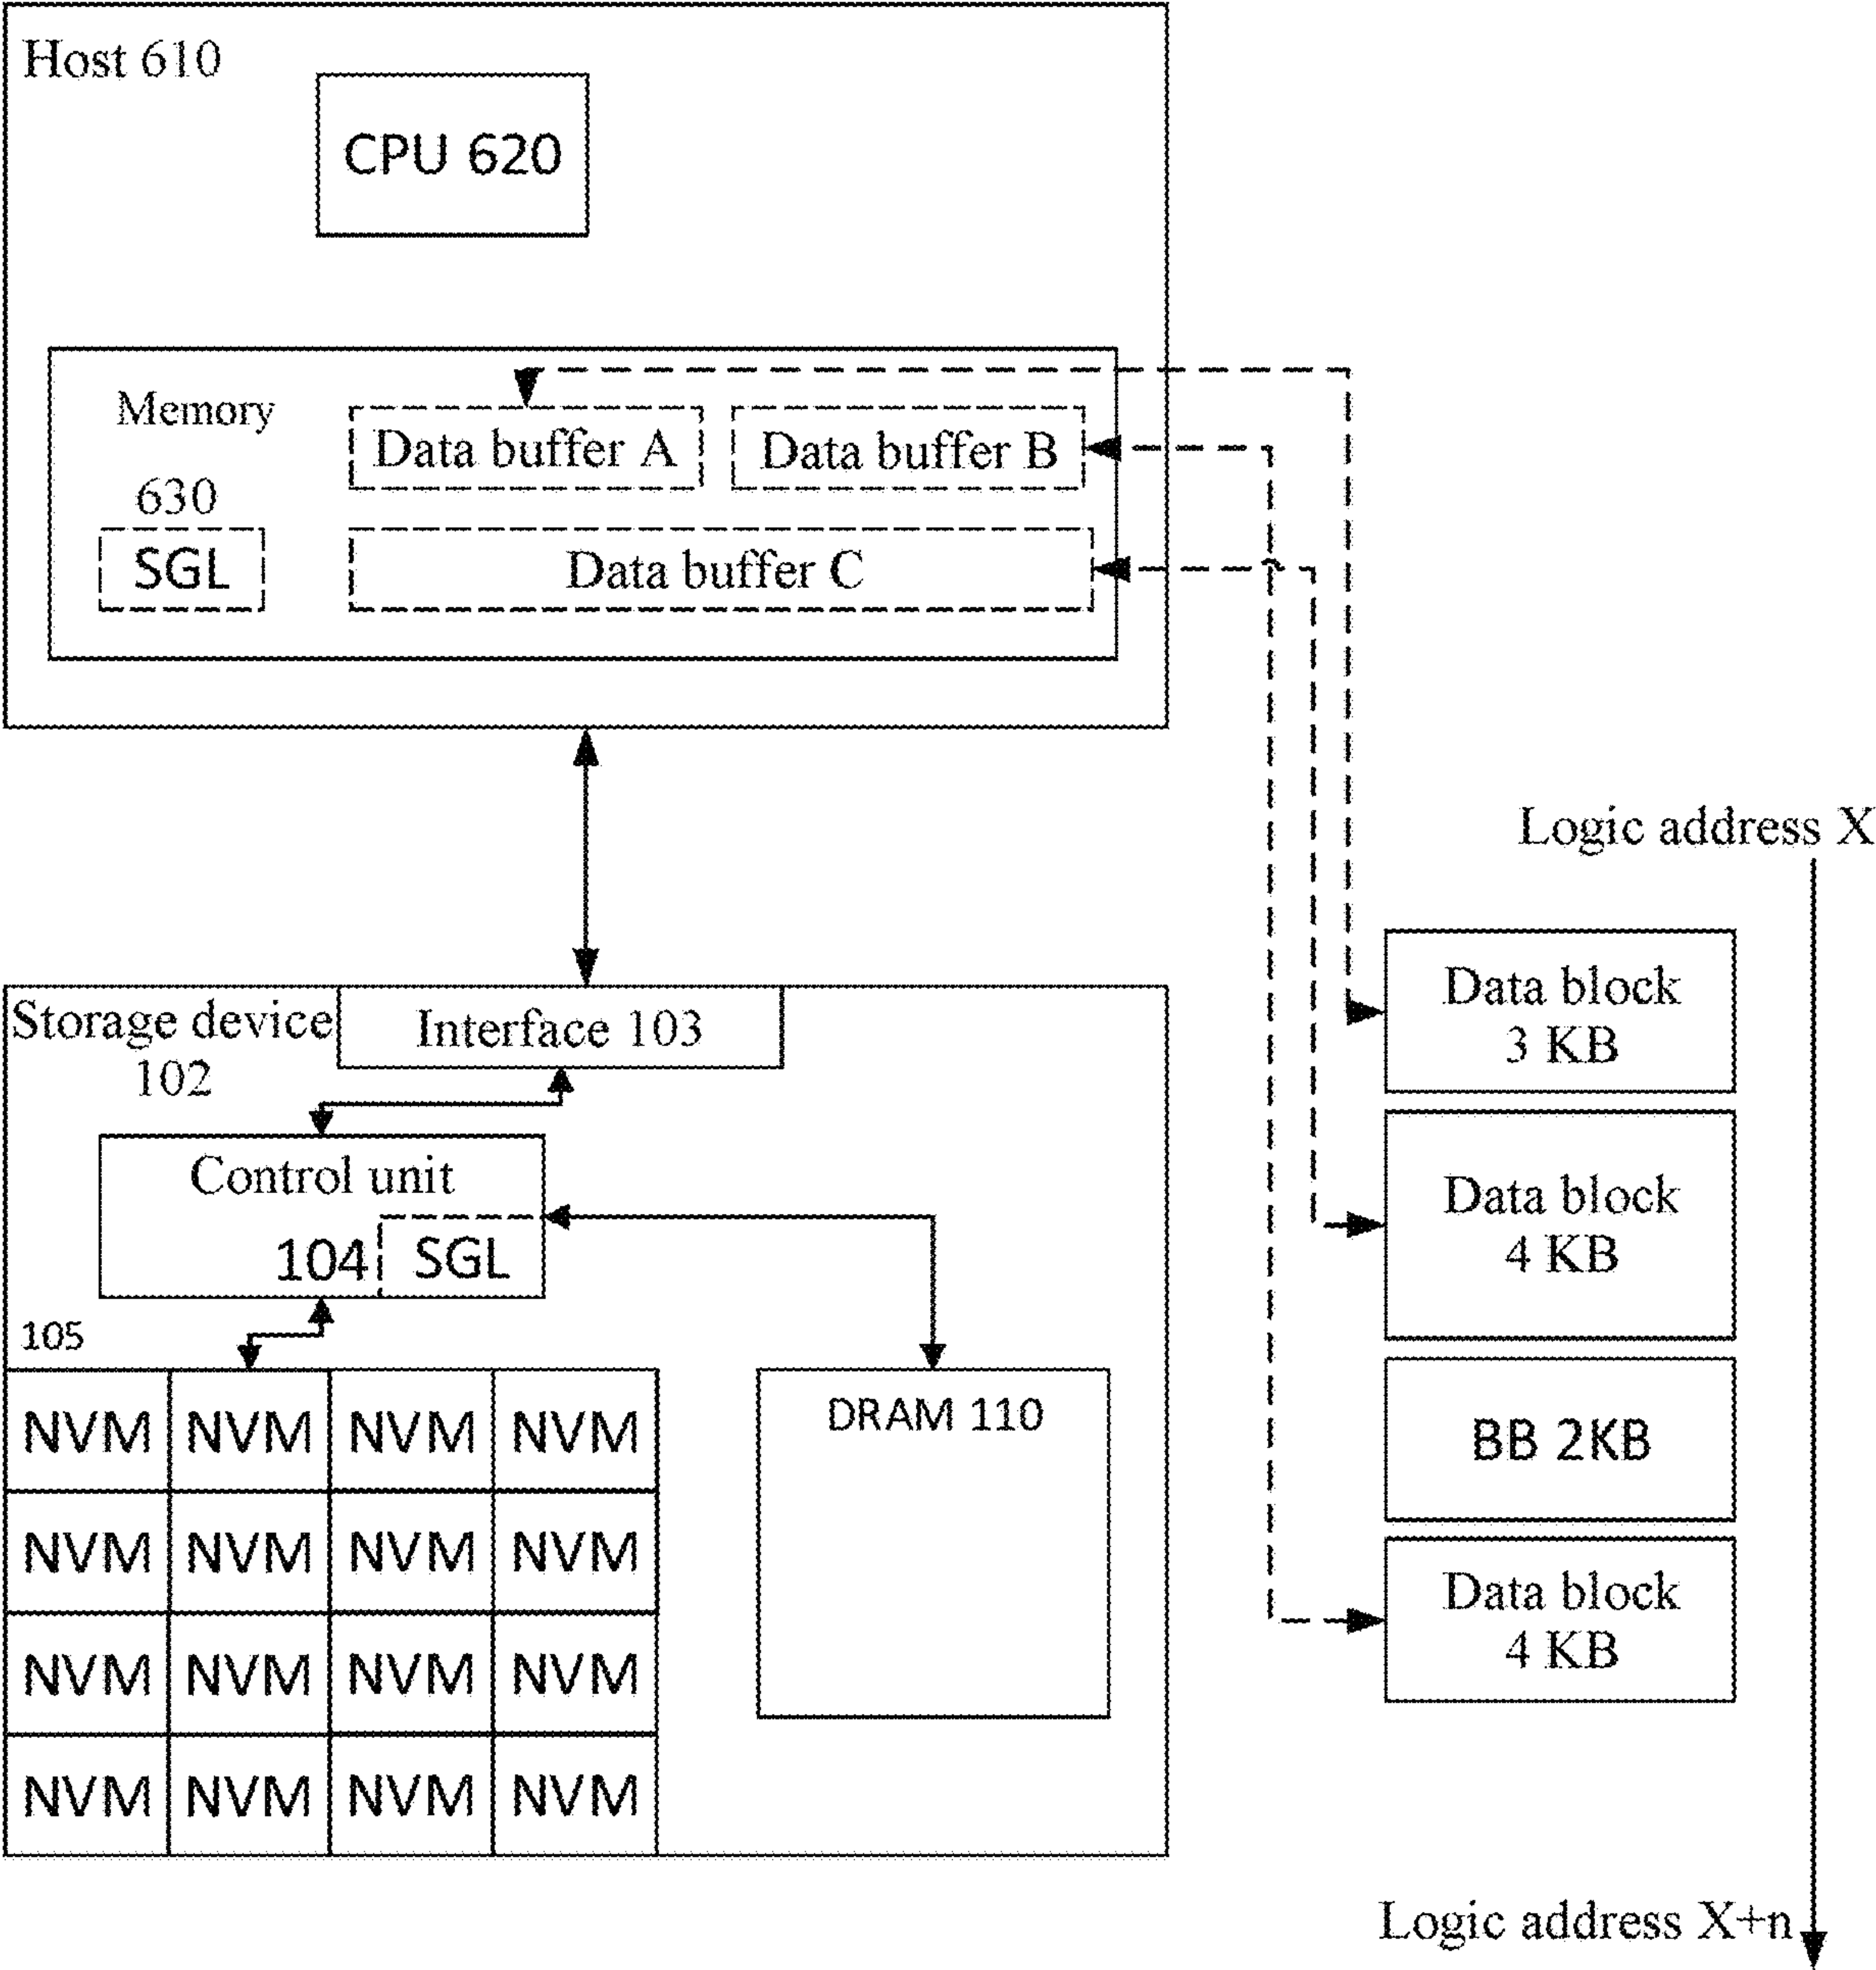 Host 610
CPU 620
Memory
630
SGL
Data buffer A
Data buffer B
Data buffer C
Logic address X
Storage device
102
Interface 103
Control unit
104
SGL
105
NVM NVM NVM NVM
NVM NVM NVM NVM
NVM NVM NVM NVM
NVM NVM NVM NVM
DRAM 110
Data block
3 KB
Data block
4 KB
BB 2KB
Data block
4 KB
Logic address X+n